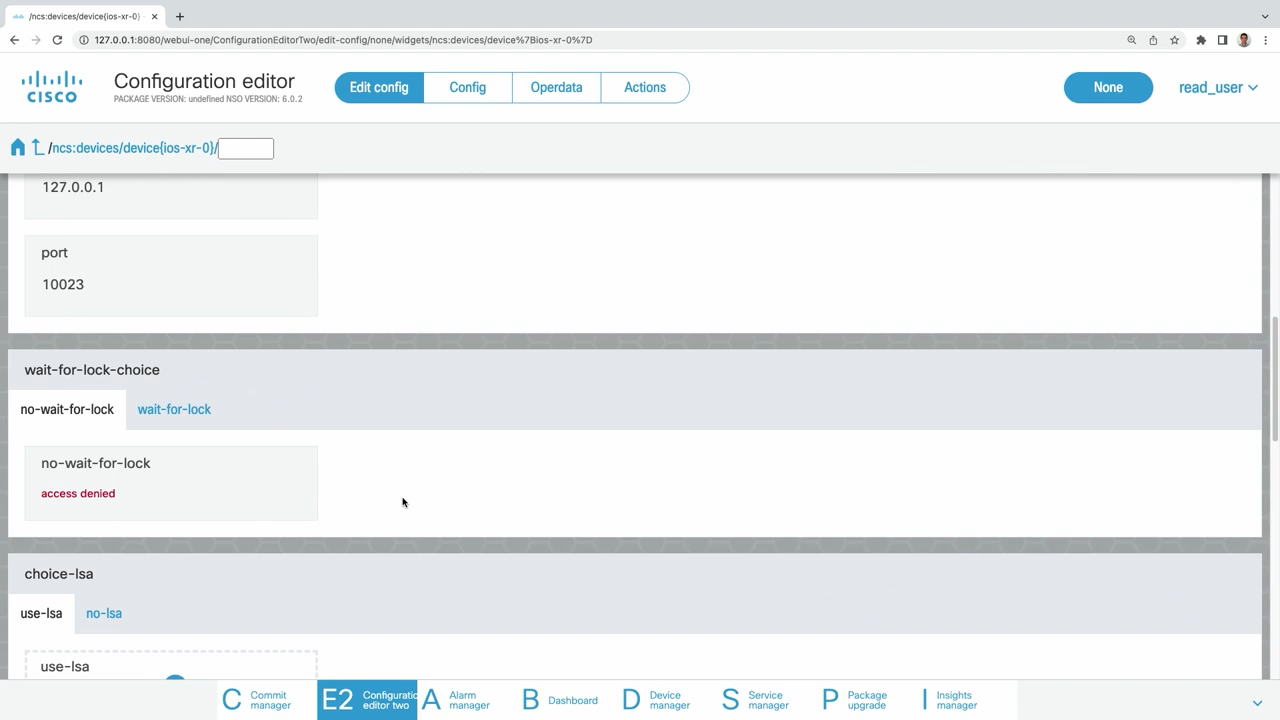 /ncs:devices/device{ios-xr-0}
127.0.0.1:8080/webui-one/ConfigurationEditorTwo/edit-config/none/widgets/ncs:devices/device%7Bios-xr-0%7D
CISCO
Configuration editor
PACKAGE VERSION: undefined NSO VERSION: 6.0.2
Edit config
Config
Operdata
Actions
None
read_user
/ncs:devices/device{ios-xr-0}/
127.0.0.1
port
10023
wait-for-lock-choice
no-wait-for-lock
wait-for-lock
no-wait-for-lock
access denied
choice-lsa
use-lsa
no-lsa
use-lsa
C
Commit
manager
E2
Configuratio
editor two
A
Alarm
manager
B
Dashboard
D
Device
manager
S
Service
manager
P
Package
upgrade
I
Insights
manager